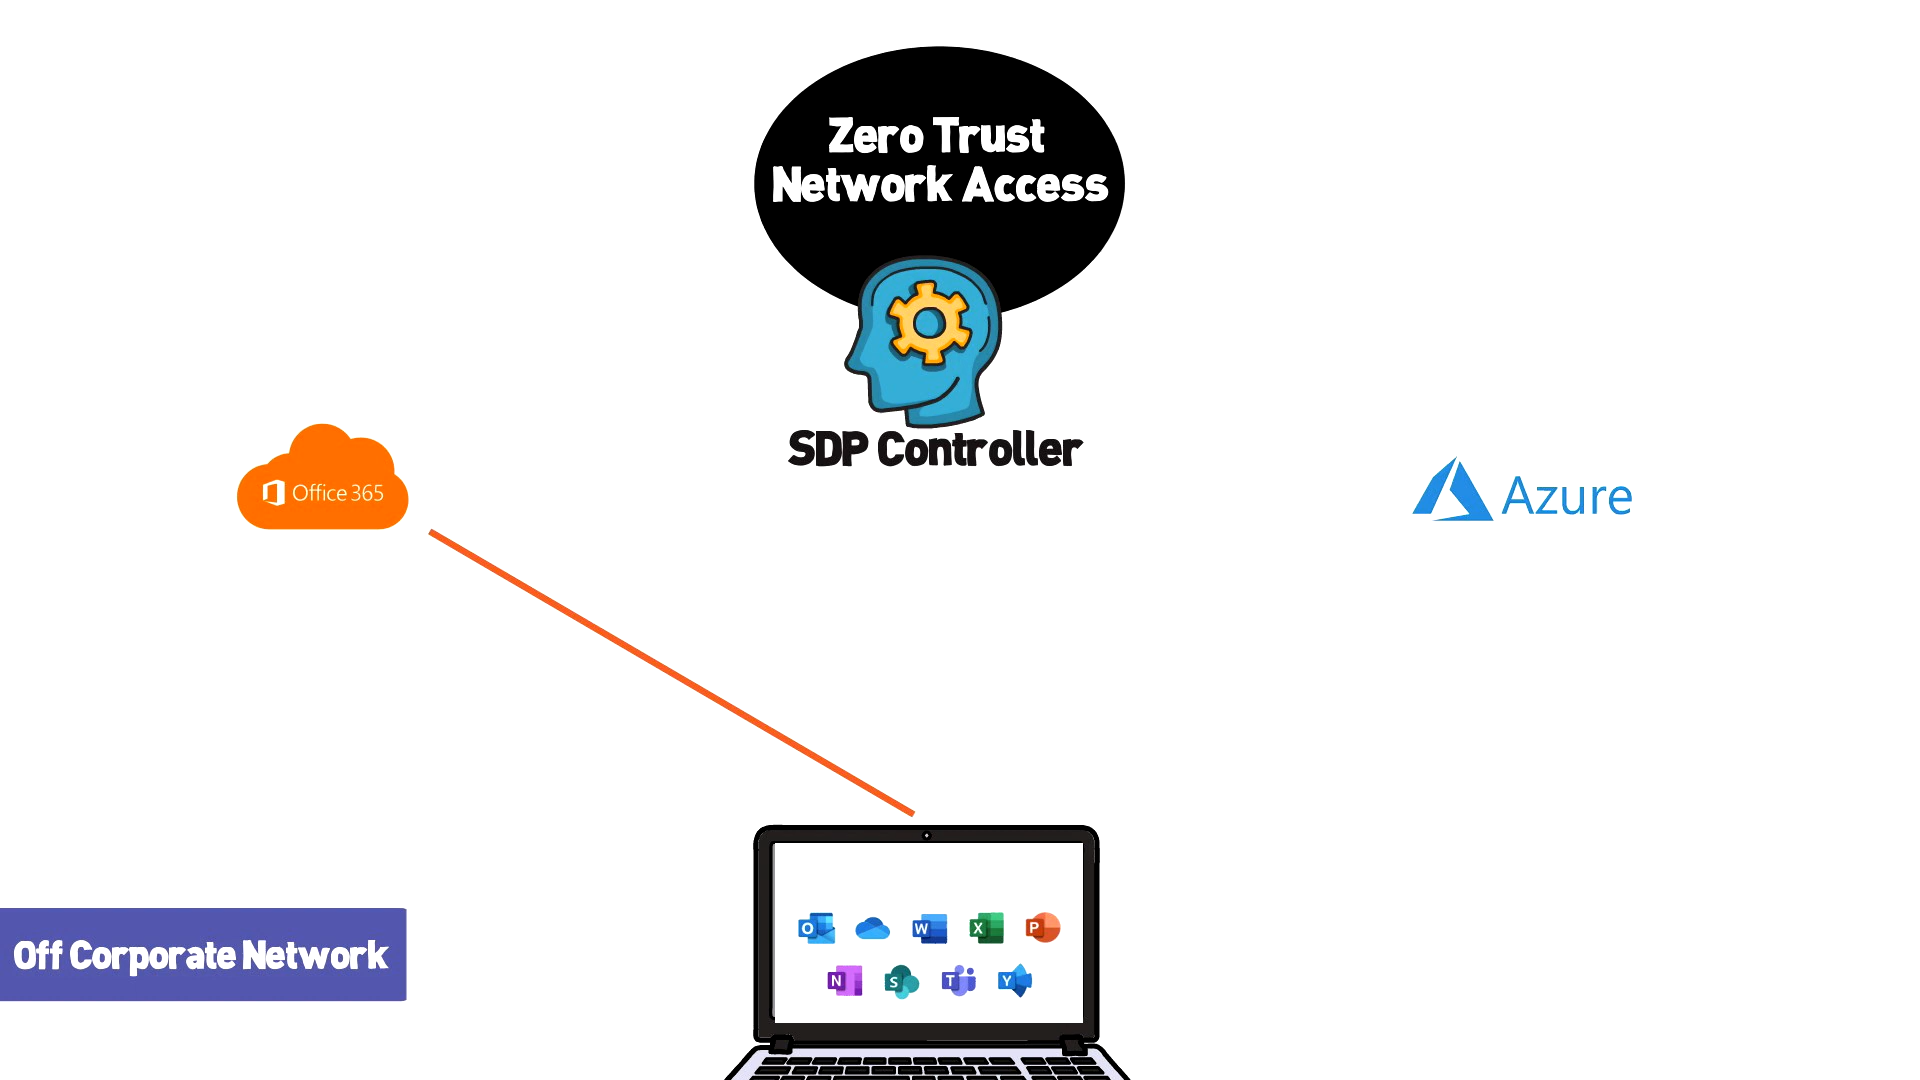 Zero Trust
Network Access
SDP Controller
Office 365
Azure
Off Corporate Network
O W X P
N S T Y